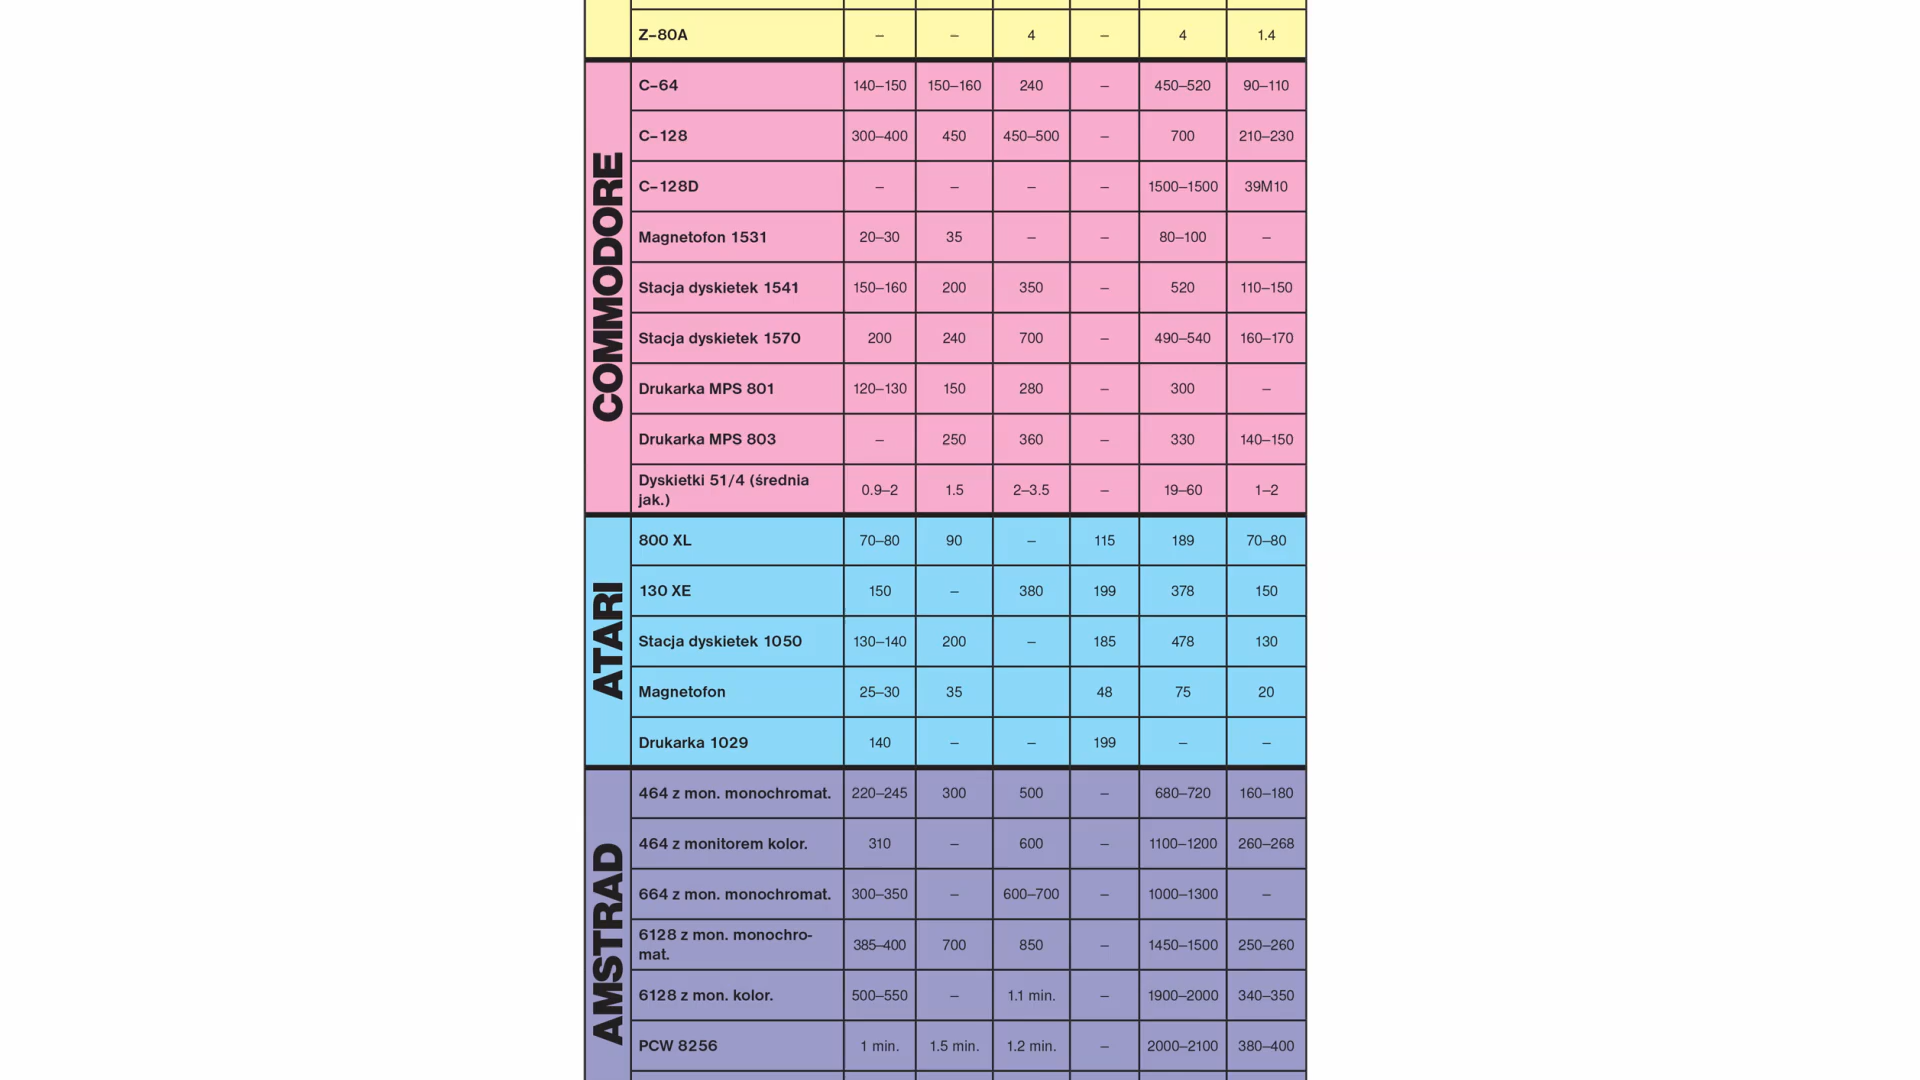 Z–80A – – 4 – 4 1.4
COMMODORE
C–64 140–150 150–160 240 – 450–520 90–110
C–128 300–400 450 450–500 – 700 210–230
C–128D – – – – 1500–1500 39M10
Magnetofon 1531 20–30 35 – – 80–100 –
Stacja dyskietek 1541 150–160 200 350 – 520 110–150
Stacja dyskietek 1570 200 240 700 – 490–540 160–170
Drukarka MPS 801 120–130 150 280 – 300 –
Drukarka MPS 803 – 250 360 – 330 140–150
Dyskietki 51/4 (średnia
jak.) 0.9–2 1.5 2–3.5 – 19–60 1–2
ATARI
800 XL 70–80 90 – 115 189 70–80
130 XE 150 – 380 199 378 150
Stacja dyskietek 1050 130–140 200 – 185 478 130
Magnetofon 25–30 35 48 75 20
Drukarka 1029 140 – – 199 – –
AMSTRAD
464 z mon. monochromat. 220–245 300 500 – 680–720 160–180
464 z monitorem kolor. 310 – 600 – 1100–1200 260–268
664 z mon. monochromat. 300–350 – 600–700 – 1000–1300 –
6128 z mon. monochro-
mat. 385–400 700 850 – 1450–1500 250–260
6128 z mon. kolor. 500–550 – 1.1 min. – 1900–2000 340–350
PCW 8256 1 min. 1.5 min. 1.2 min. – 2000–2100 380–400